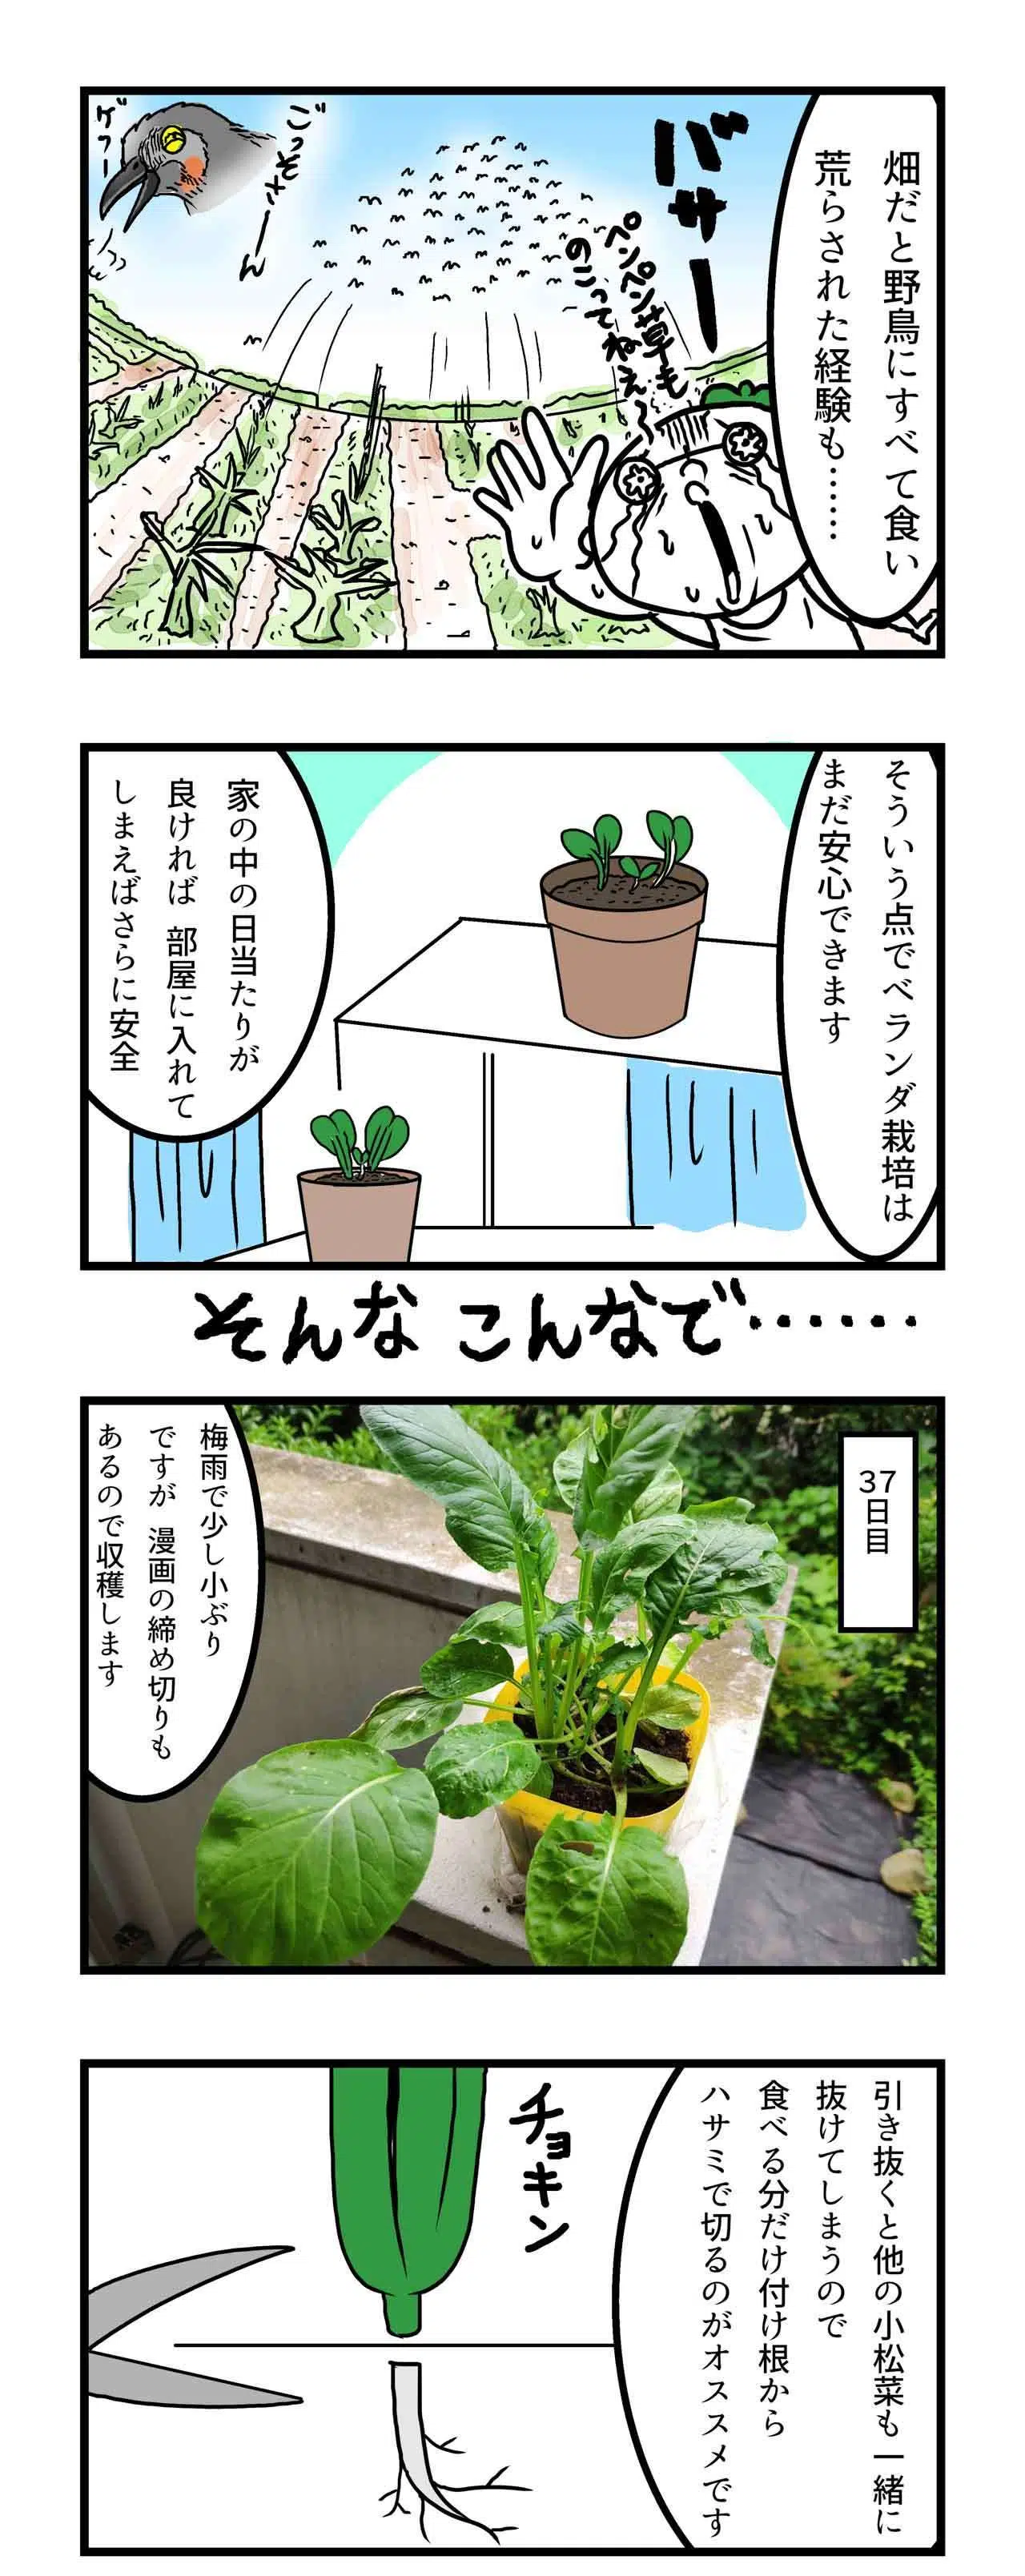 畑だと野鳥にすべて食い
荒らされた経験も……
バサーー
ペンペン草も
のこってねえ～
ごっそさーん
ゲフー
そういう点でベランダ栽培は
まだ安心できます
家の中の日当たりが
良ければ 部屋に入れて
しまえばさらに安全
そんなこんなで……
37日目
梅雨で少し小ぶり
ですが 漫画の締め切りも
あるので収穫します
引き抜くと他の小松菜も一緒に
抜けてしまうので
食べる分だけ付け根から
ハサミで切るのがオススメです
チョキン